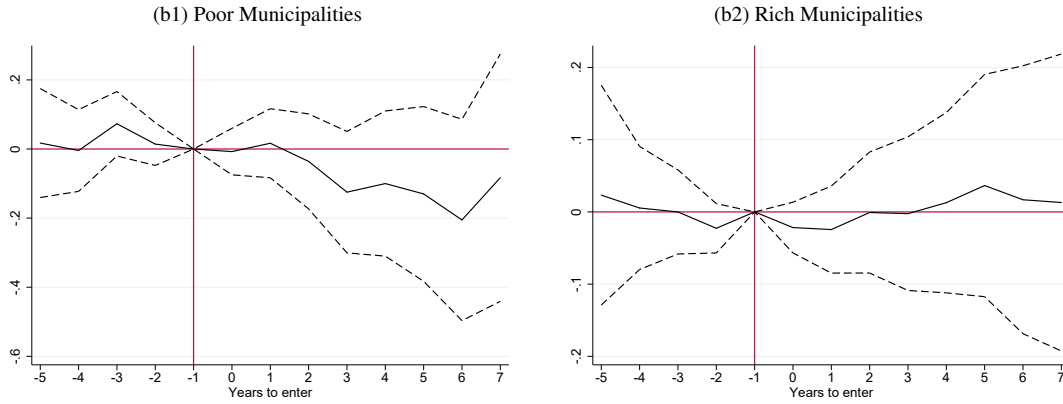 (b1) Poor Municipalities
.2
0
-.2
-.4
-.6
-5 -4 -3 -2 -1 0 1 2 3 4 5 6 7
Years to enter
(b2) Rich Municipalities
.2
.1
0
-.1
-.2
-5 -4 -3 -2 -1 0 1 2 3 4 5 6 7
Years to enter